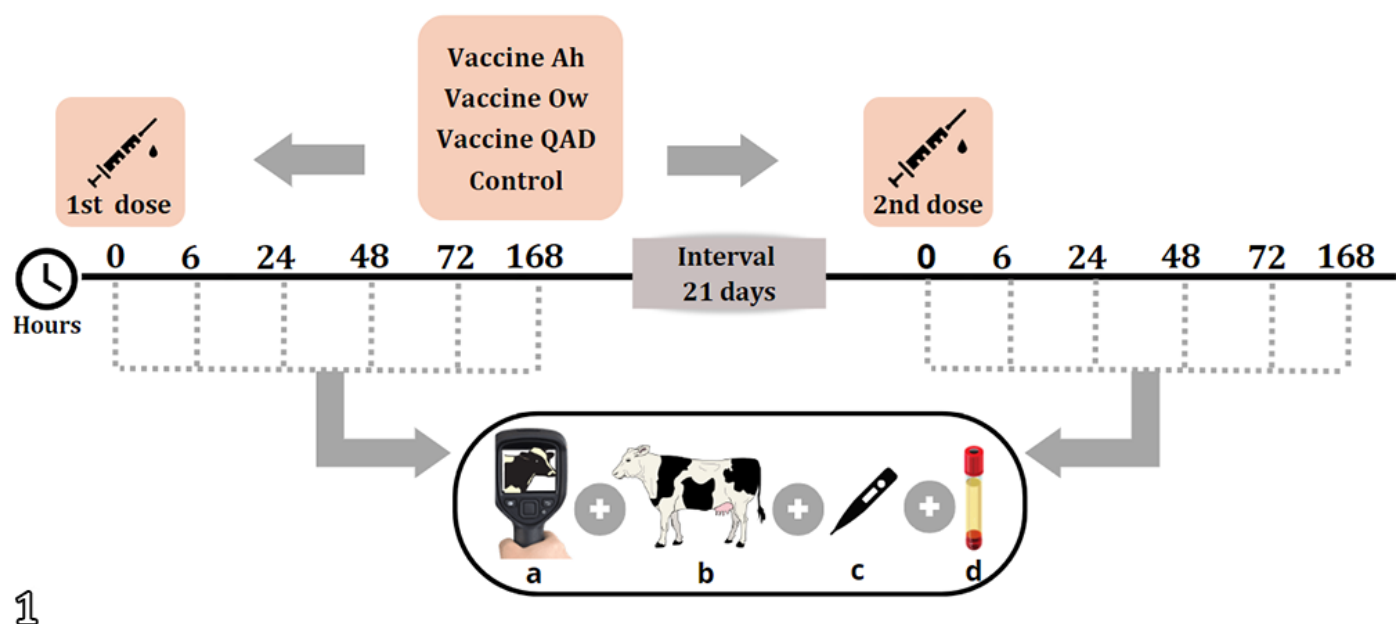 Vaccine Ah
Vaccine Ow
Vaccine QAD
Control
1st dose
2nd dose
0 6 24 48 72 168
Interval
21 days
0 6 24 48 72 168
Hours
a b c d
1